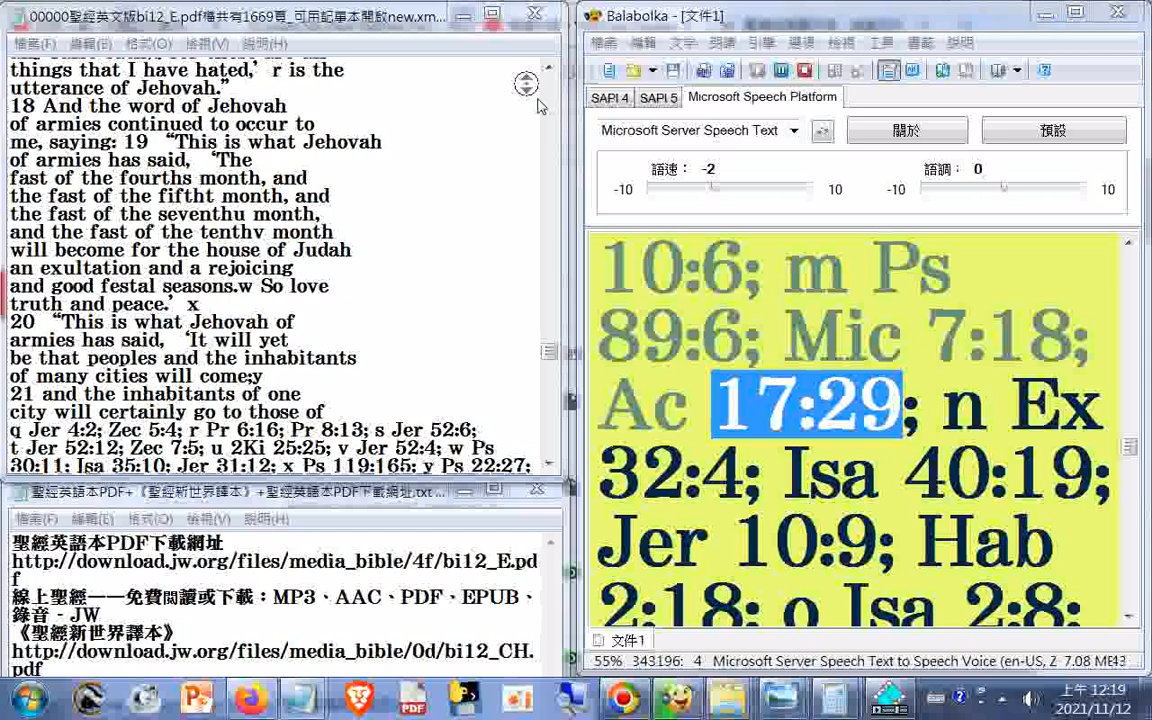 00000聖經英文版bi12_E.pdf檔共有1669頁_可用記事本開啟new.xm...
檔案(F) 編輯(E) 格式(O) 檢視(V) 說明(H)
things that I have hated,’ r is the
utterance of Jehovah.”
18 And the word of Jehovah
of armies continued to occur to
me, saying: 19 “This is what Jehovah
of armies has said, ‘The
fast of the fourths month, and
the fast of the fiftht month, and
the fast of the seventhu month,
and the fast of the tenthv month
will become for the house of Judah
an exultation and a rejoicing
and good festal seasons.w So love
truth and peace.’ x
20 “This is what Jehovah of
armies has said, ‘It will yet
be that peoples and the inhabitants
of many cities will come;y
21 and the inhabitants of one
city will certainly go to those of
q Jer 4:2; Zec 5:4; r Pr 6:16; Pr 8:13; s Jer 52:6;
t Jer 52:12; Zec 7:5; u 2Ki 25:25; v Jer 52:4; w Ps
30:11; Isa 35:10; Jer 31:12; x Ps 119:165; y Ps 22:27;
聖經英語本PDF+《聖經新世界譯本》+聖經英語本PDF下載網址.txt ...
檔案(F) 編輯(E) 格式(O) 檢視(V) 說明(H)
聖經英語本PDF下載網址
http://download.jw.org/files/media_bible/4f/bi12_E.pd
f
線上聖經——免費閱讀或下載：MP3、AAC、PDF、EPUB、
錄音 - JW
《聖經新世界譯本》
http://download.jw.org/files/media_bible/0d/bi12_CH.
pdf
Balabolka - [文件1]
檔案 編輯 文字 朗讀 引擎 選項 檢視 工具 書籤 說明
SAPI 4 SAPI 5 Microsoft Speech Platform
Microsoft Server Speech Text 關於 預設
語速： -2 語調： 0
-10 10 -10 10
10:6; m Ps
89:6; Mic 7:18;
Ac 17:29; n Ex
32:4; Isa 40:19;
Jer 10:9; Hab
2:18; o Isa 2:8;
文件1
55% 343196: 4 Microsoft Server Speech Text to Speech Voice (en-US, Z 7.08 ME
上午 12:19
2021/11/12